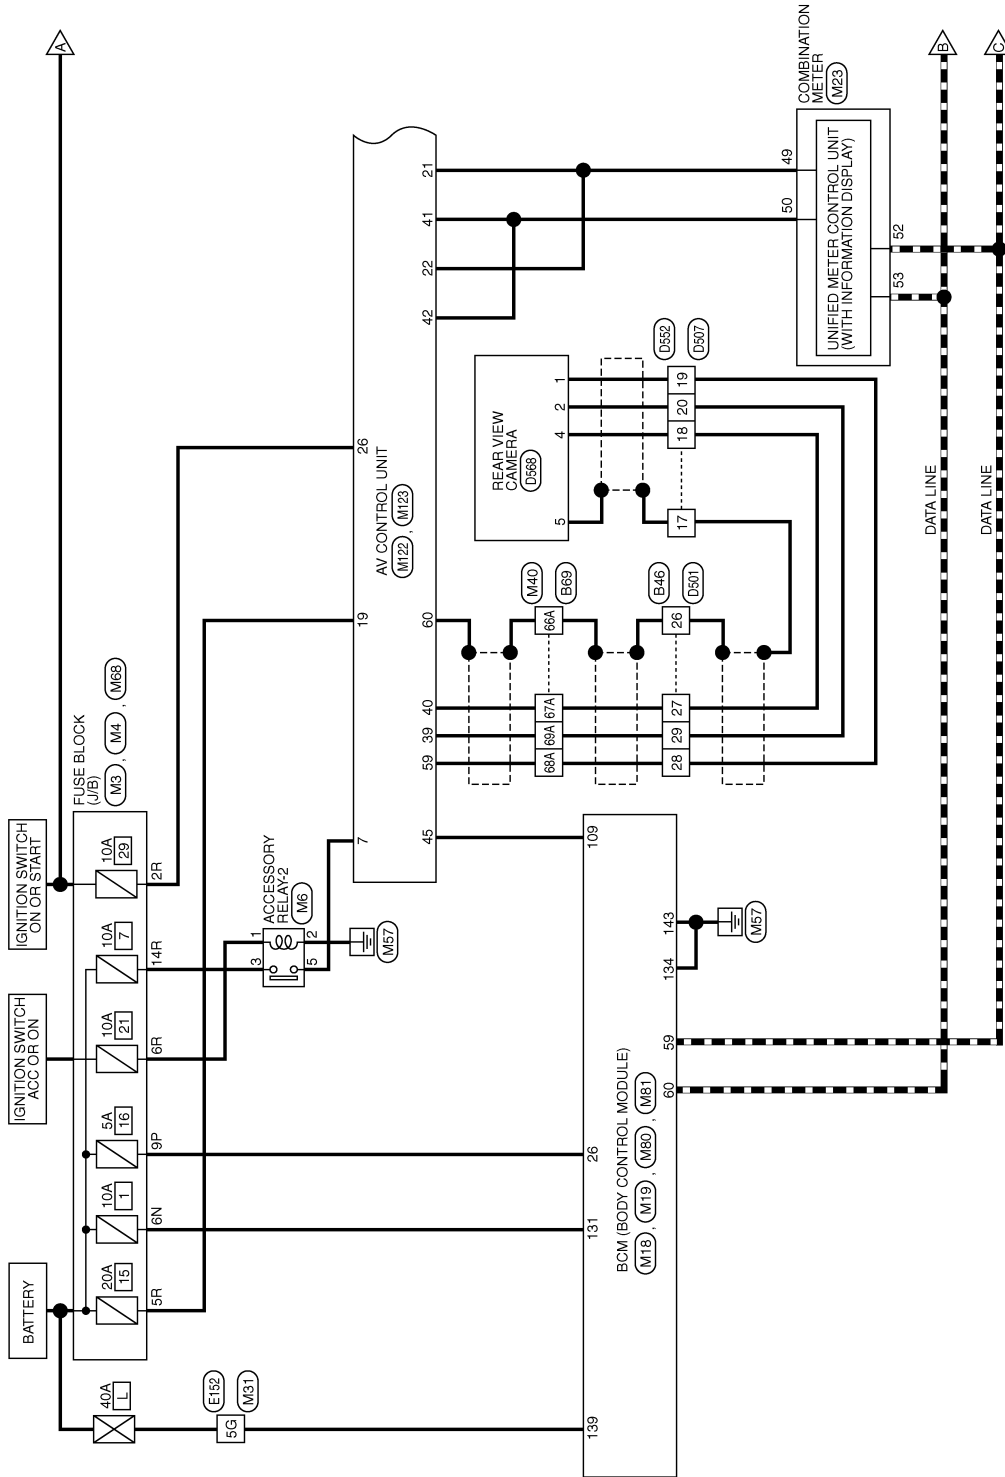 BATTERY
IGNITION SWITCH
ACC OR ON
IGNITION SWITCH
ON OR START
A
40A
L
20A
15
10A
1
5A
16
10A
21
10A
7
10A
29
FUSE BLOCK
(J/B)
M3 , M4 , M68
5R
6N
9P
6R
14R
2R
5G
E152
M31
ACCESSORY
RELAY-2
M6
3
1
5
2
M57
7
19
26
AV CONTROL UNIT
M122 , M123
45
59
39
40
60
42
22
41
21
68A
69A
67A
66A
M40
B69
28
29
27
26
B46
D501
REAR VIEW
CAMERA
D568
5
4
2
1
17
18
20
19
D552
D507
139
131
26
109
BCM (BODY CONTROL MODULE)
M18 , M19 , M80 , M81
60
59
134
143
M57
50
49
COMBINATION
METER
M23
UNIFIED METER CONTROL UNIT
(WITH INFORMATION DISPLAY)
53
52
DATA LINE
B
DATA LINE
C